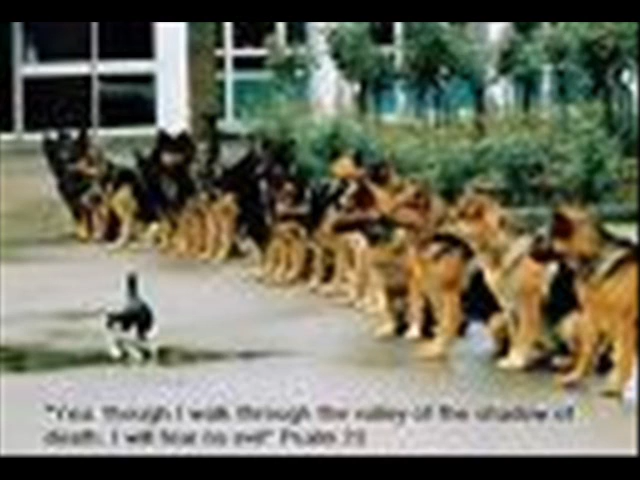 "Yea, though I walk through the valley of the shadow of
death, I will fear no evil" Psalm 23